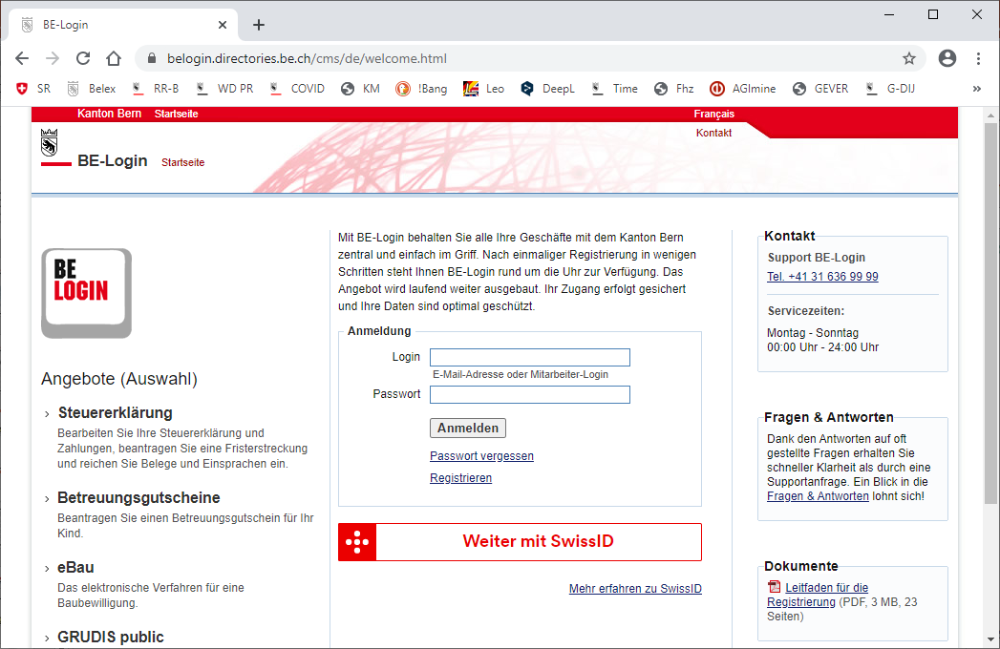 BE-Login
belogin.directories.be.ch/cms/de/welcome.html
SR Belex RR-B WD PR COVID KM !Bang Leo DeepL Time Fhz AGImine GEVER G-DIJ »
Kanton Bern Startseite Français
Kontakt
BE-Login Startseite
BE
LOGIN
Angebote (Auswahl)
Steuererklärung
Bearbeiten Sie Ihre Steuererklärung und
Zahlungen, beantragen Sie eine Fristerstreckung
und reichen Sie Belege und Einsprachen ein.
Betreuungsgutscheine
Beantragen Sie einen Betreuungsgutschein für Ihr
Kind.
eBau
Das elektronische Verfahren für eine
Baubewilligung.
GRUDIS public
Mit BE-Login behalten Sie alle Ihre Geschäfte mit dem Kanton Bern
zentral und einfach im Griff. Nach einmaliger Registrierung in wenigen
Schritten steht Ihnen BE-Login rund um die Uhr zur Verfügung. Das
Angebot wird laufend weiter ausgebaut. Ihr Zugang erfolgt gesichert
und Ihre Daten sind optimal geschützt.
Anmeldung
Login
E-Mail-Adresse oder Mitarbeiter-Login
Passwort
Anmelden
Passwort vergessen
Registrieren
Weiter mit SwissID
Mehr erfahren zu SwissID
Kontakt
Support BE-Login
Tel. +41 31 636 99 99
Servicezeiten:
Montag - Sonntag
00:00 Uhr - 24:00 Uhr
Fragen & Antworten
Dank den Antworten auf oft
gestellte Fragen erhalten Sie
schneller Klarheit als durch eine
Supportanfrage. Ein Blick in die
Fragen & Antworten lohnt sich!
Dokumente
Leitfaden für die
Registrierung (PDF, 3 MB, 23
Seiten)